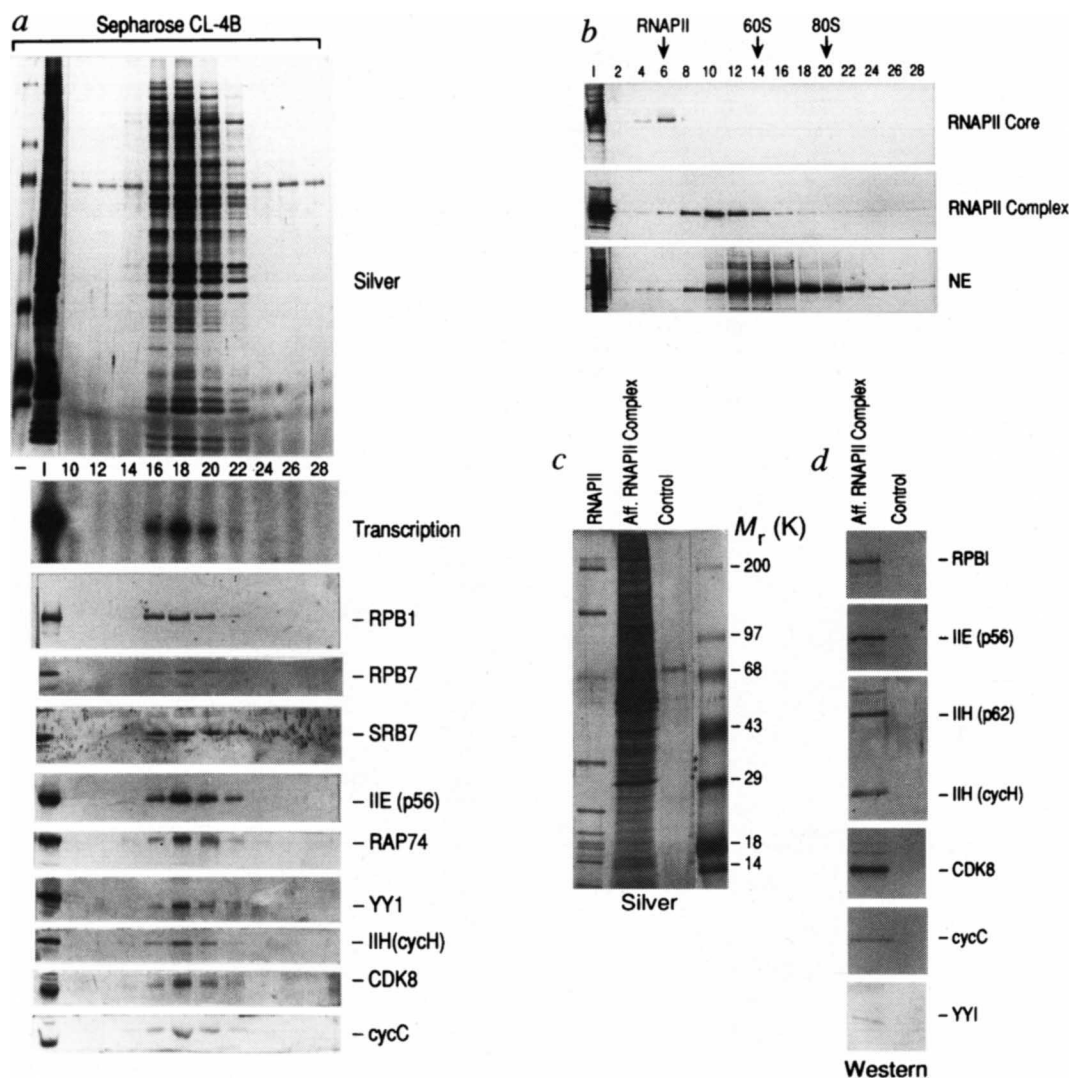 a
Sepharose CL-4B
Silver
– I 10 12 14 16 18 20 22 24 26 28
Transcription
– RPB1
– RPB7
– SRB7
– IIE (p56)
– RAP74
– YY1
– IIH(cycH)
– CDK8
– cycC
b
RNAPII 60S 80S
I 2 4 6 8 10 12 14 16 18 20 22 24 26 28
RNAPII Core
RNAPII Complex
NE
c
RNAPII
Aff. RNAPII Complex
Control
Mr (K)
– 200
– 97
– 68
– 43
– 29
– 18
– 14
Silver
d
Aff. RNAPII Complex
Control
– RPBI
– IIE (p56)
– IIH (p62)
– IIH (cycH)
– CDK8
– cycC
– YYI
Western